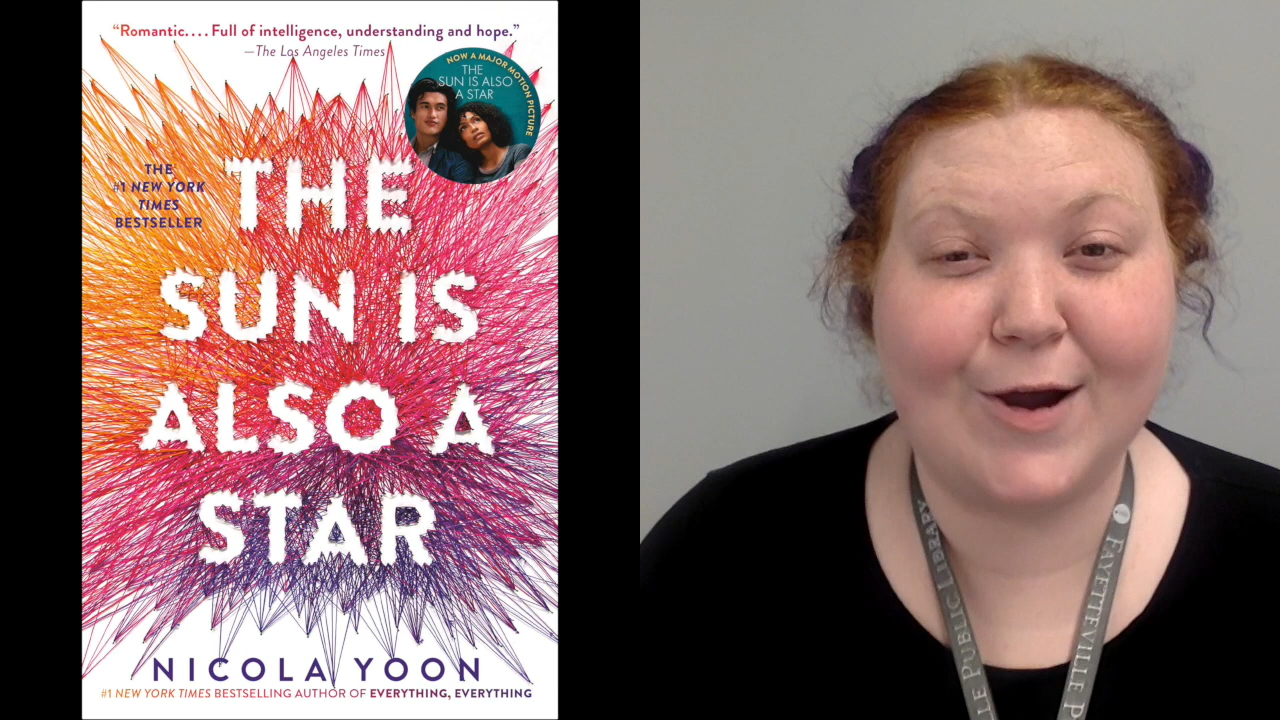 “Romantic. . . . Full of intelligence, understanding and hope.”
—The Los Angeles Times
NOW A MAJOR MOTION PICTURE
THE
SUN IS ALSO
A STAR
THE
#1 NEW YORK
TIMES
BESTSELLER
THE
SUN IS
ALSO A
STAR
NICOLA YOON
#1 NEW YORK TIMES BESTSELLING AUTHOR OF EVERYTHING, EVERYTHING
LE PUBLIC LIBRARY
FAYETTEVILLE P